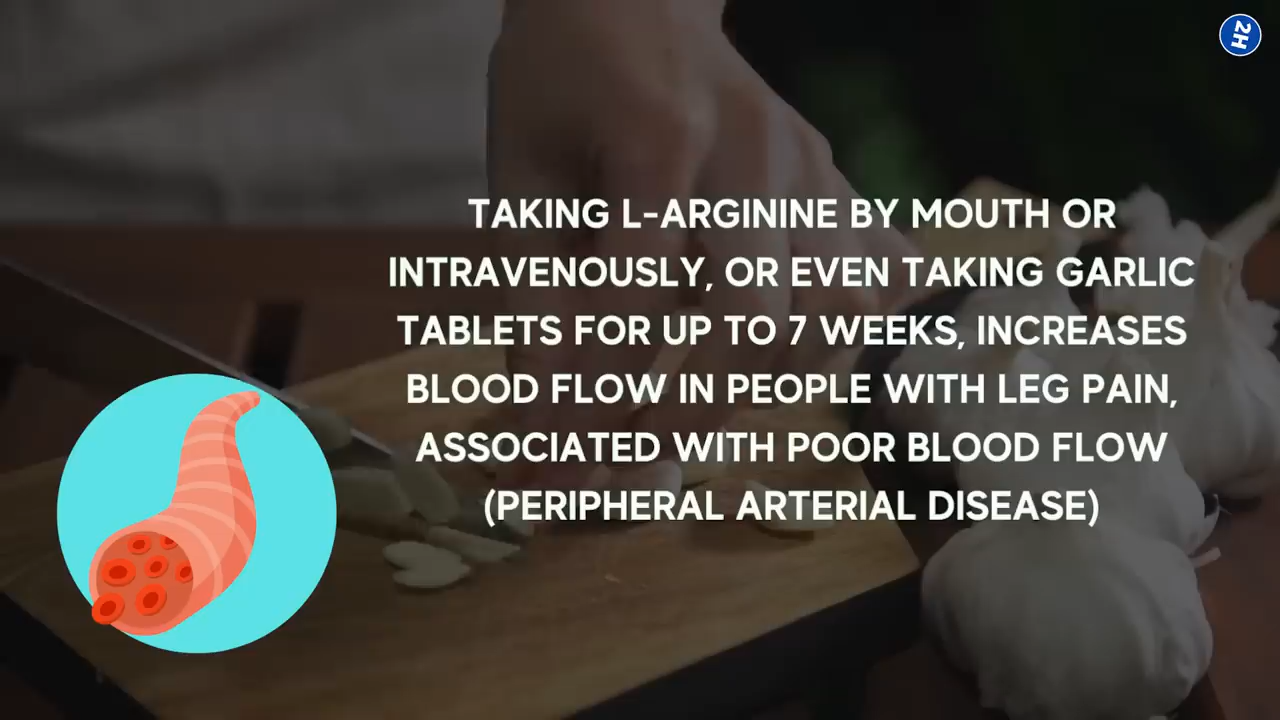 2H
TAKING L-ARGININE BY MOUTH OR
INTRAVENOUSLY, OR EVEN TAKING GARLIC
TABLETS FOR UP TO 7 WEEKS, INCREASES
BLOOD FLOW IN PEOPLE WITH LEG PAIN,
ASSOCIATED WITH POOR BLOOD FLOW
(PERIPHERAL ARTERIAL DISEASE)